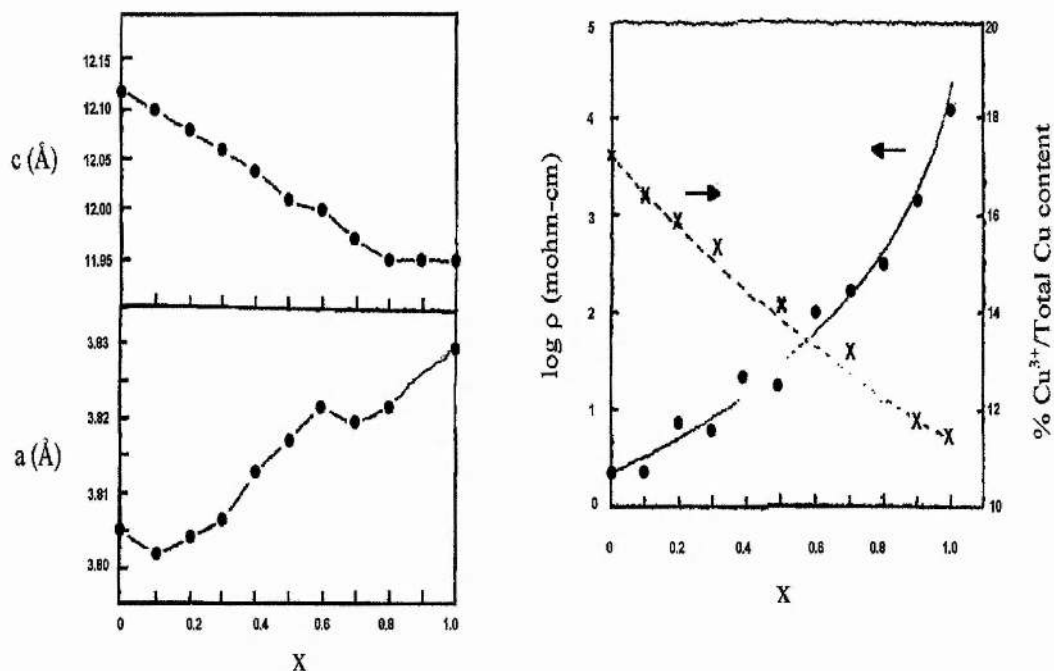 c (Å)
12.15
12.10
12.05
12.00
11.95
a (Å)
3.83
3.82
3.81
3.80
0 0.2 0.4 0.6 0.8 1.0
X
log ρ (mohm-cm)
5
4
3
2
1
0
20
18
16
14
12
10
% Cu³⁺/Total Cu content
0 0.2 0.4 0.6 0.8 1.0
X